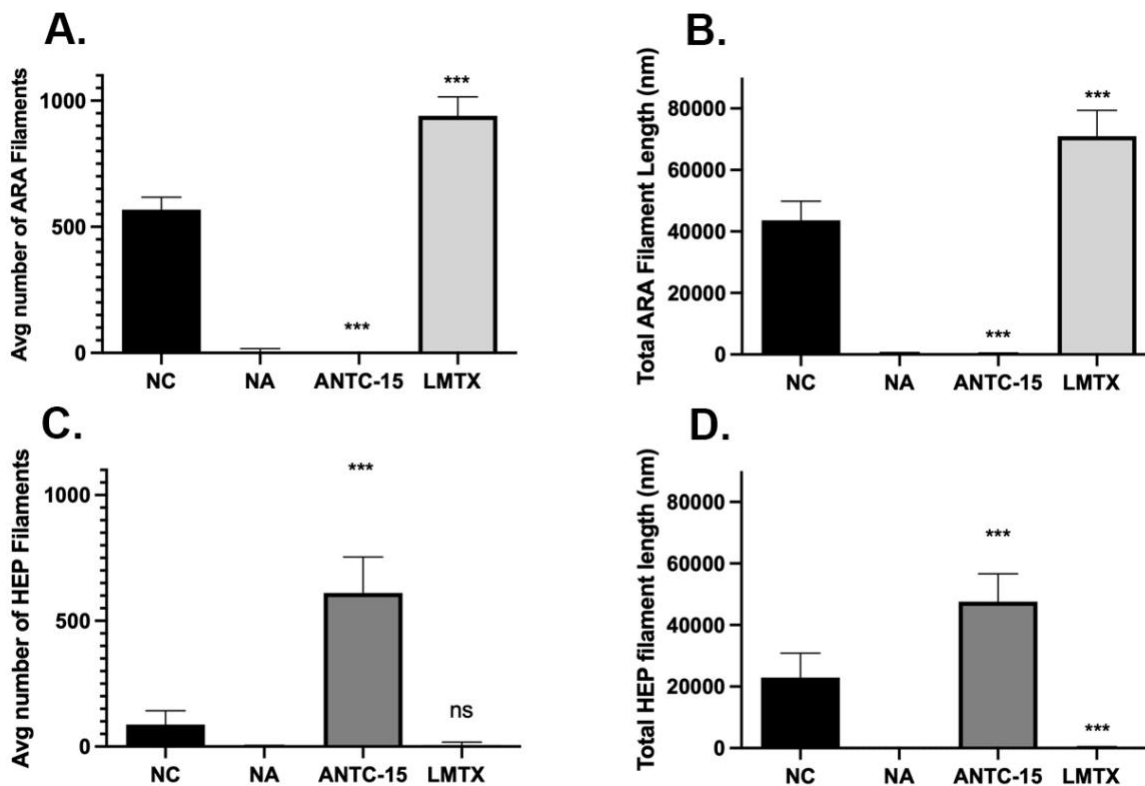 A.
Avg number of ARA Filaments
1000
500
0
***
***
NC NA ANTC-15 LMTX
B.
Total ARA Filament Length (nm)
80000
60000
40000
20000
0
***
***
NC NA ANTC-15 LMTX
C.
Avg number of HEP Filaments
1000
500
0
***
ns
NC NA ANTC-15 LMTX
D.
Total HEP filament length (nm)
80000
60000
40000
20000
0
***
***
NC NA ANTC-15 LMTX